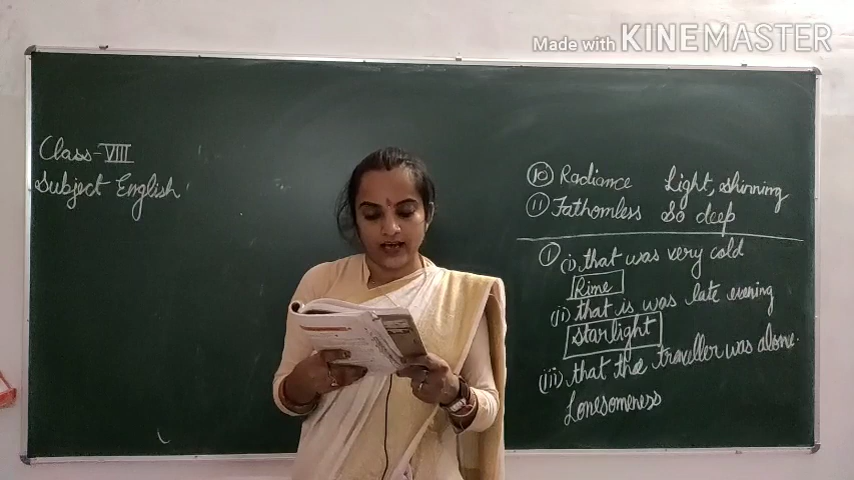 Made with KINEMASTER
Class-VIII
Subject English
10 Radiance Light, shinning
11 Fathomless So deep
1 (i) that was very cold
Rime
(ii) that is was late evening
starlight
(iii) that the traveller was alone.
Lonesomeness